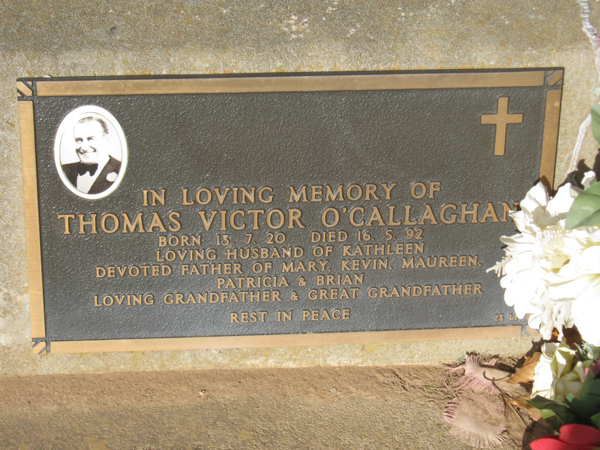 IN LOVING MEMORY OF
THOMAS VICTOR O'CALLAGHAN
BORN 13. 7. 20 DIED 16. 5. 92
LOVING HUSBAND OF KATHLEEN
DEVOTED FATHER OF MARY, KEVIN, MAUREEN,
PATRICIA & BRIAN
LOVING GRANDFATHER & GREAT GRANDFATHER
REST IN PEACE